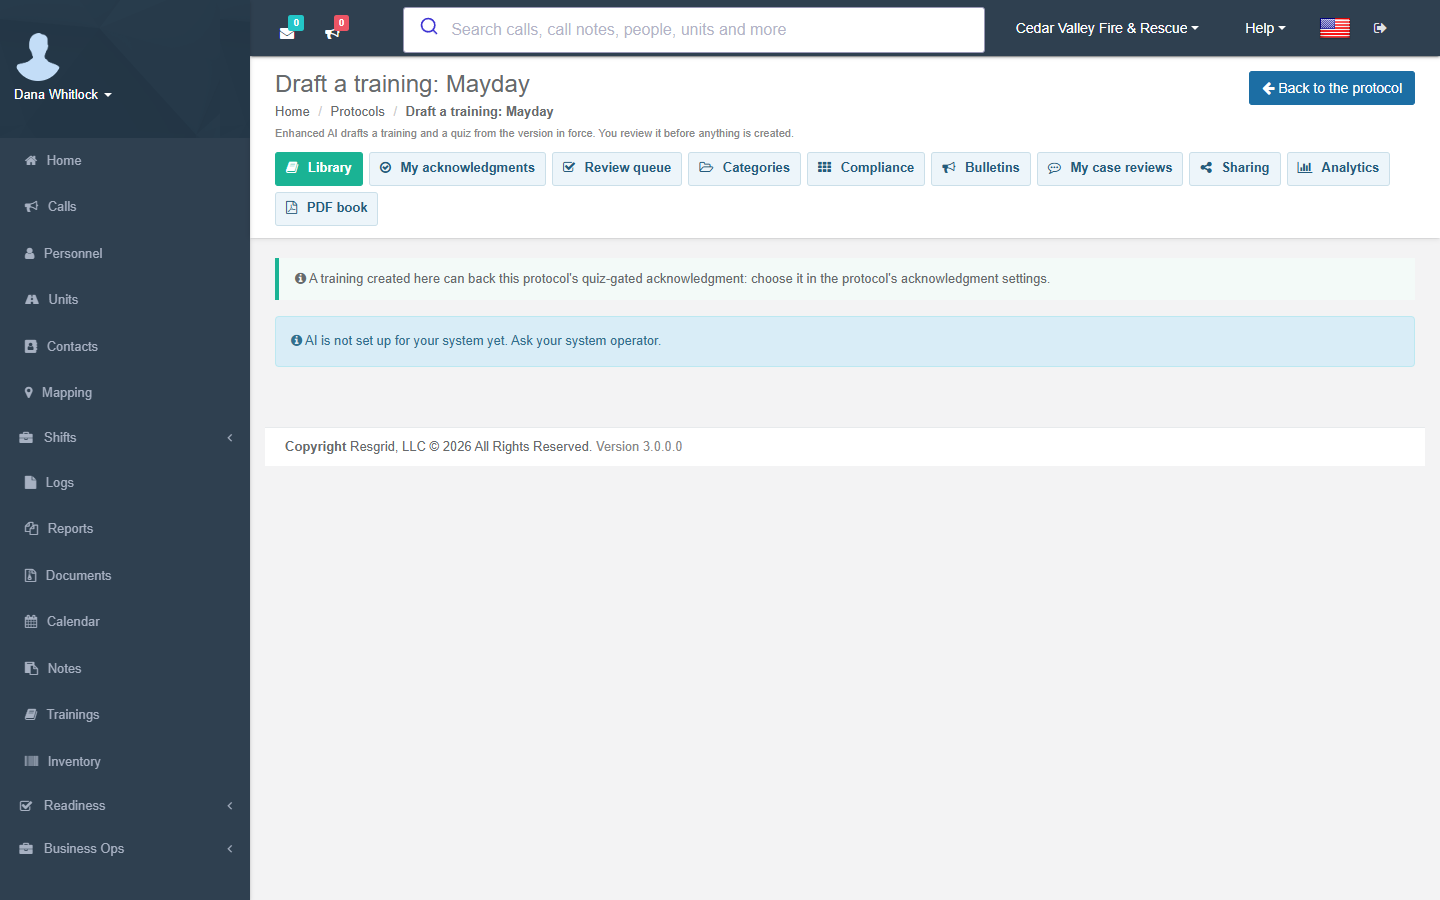 0
0
Search calls, call notes, people, units and more
Cedar Valley Fire & Rescue
Help
Dana Whitlock
Home
Calls
Personnel
Units
Contacts
Mapping
Shifts
Logs
Reports
Documents
Calendar
Notes
Trainings
Inventory
Readiness
Business Ops
Draft a training: Mayday
Back to the protocol
Home / Protocols / Draft a training: Mayday
Enhanced AI drafts a training and a quiz from the version in force. You review it before anything is created.
Library
My acknowledgments
Review queue
Categories
Compliance
Bulletins
My case reviews
Sharing
Analytics
PDF book
A training created here can back this protocol's quiz-gated acknowledgment: choose it in the protocol's acknowledgment settings.
AI is not set up for your system yet. Ask your system operator.
Copyright Resgrid, LLC © 2026 All Rights Reserved. Version 3.0.0.0